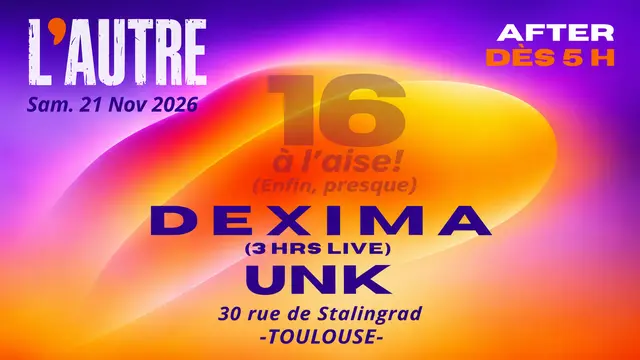 L'AUTRE
Sam. 21 Nov 2026
AFTER
DÈS 5 H
16
à l'aise!
(Enfin, presque)
DEXIMA
(3 HRS LIVE)
UNK
30 rue de Stalingrad
-TOULOUSE-